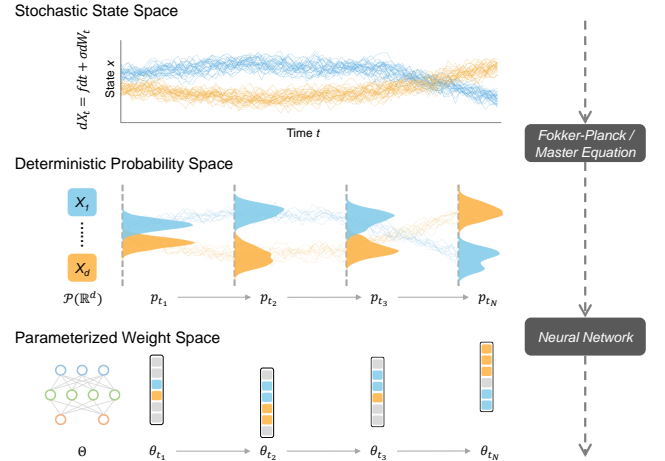 Stochastic State Space
dX_t = fdt + σdW_t
State x
Time t
Fokker-Planck /
Master Equation
Deterministic Probability Space
X_1
......
X_d
𝒫(ℝ^d)
p_{t_1}
p_{t_2}
p_{t_3}
p_{t_N}
Parameterized Weight Space
Neural Network
Θ
θ_{t_1}
θ_{t_2}
θ_{t_3}
θ_{t_N}